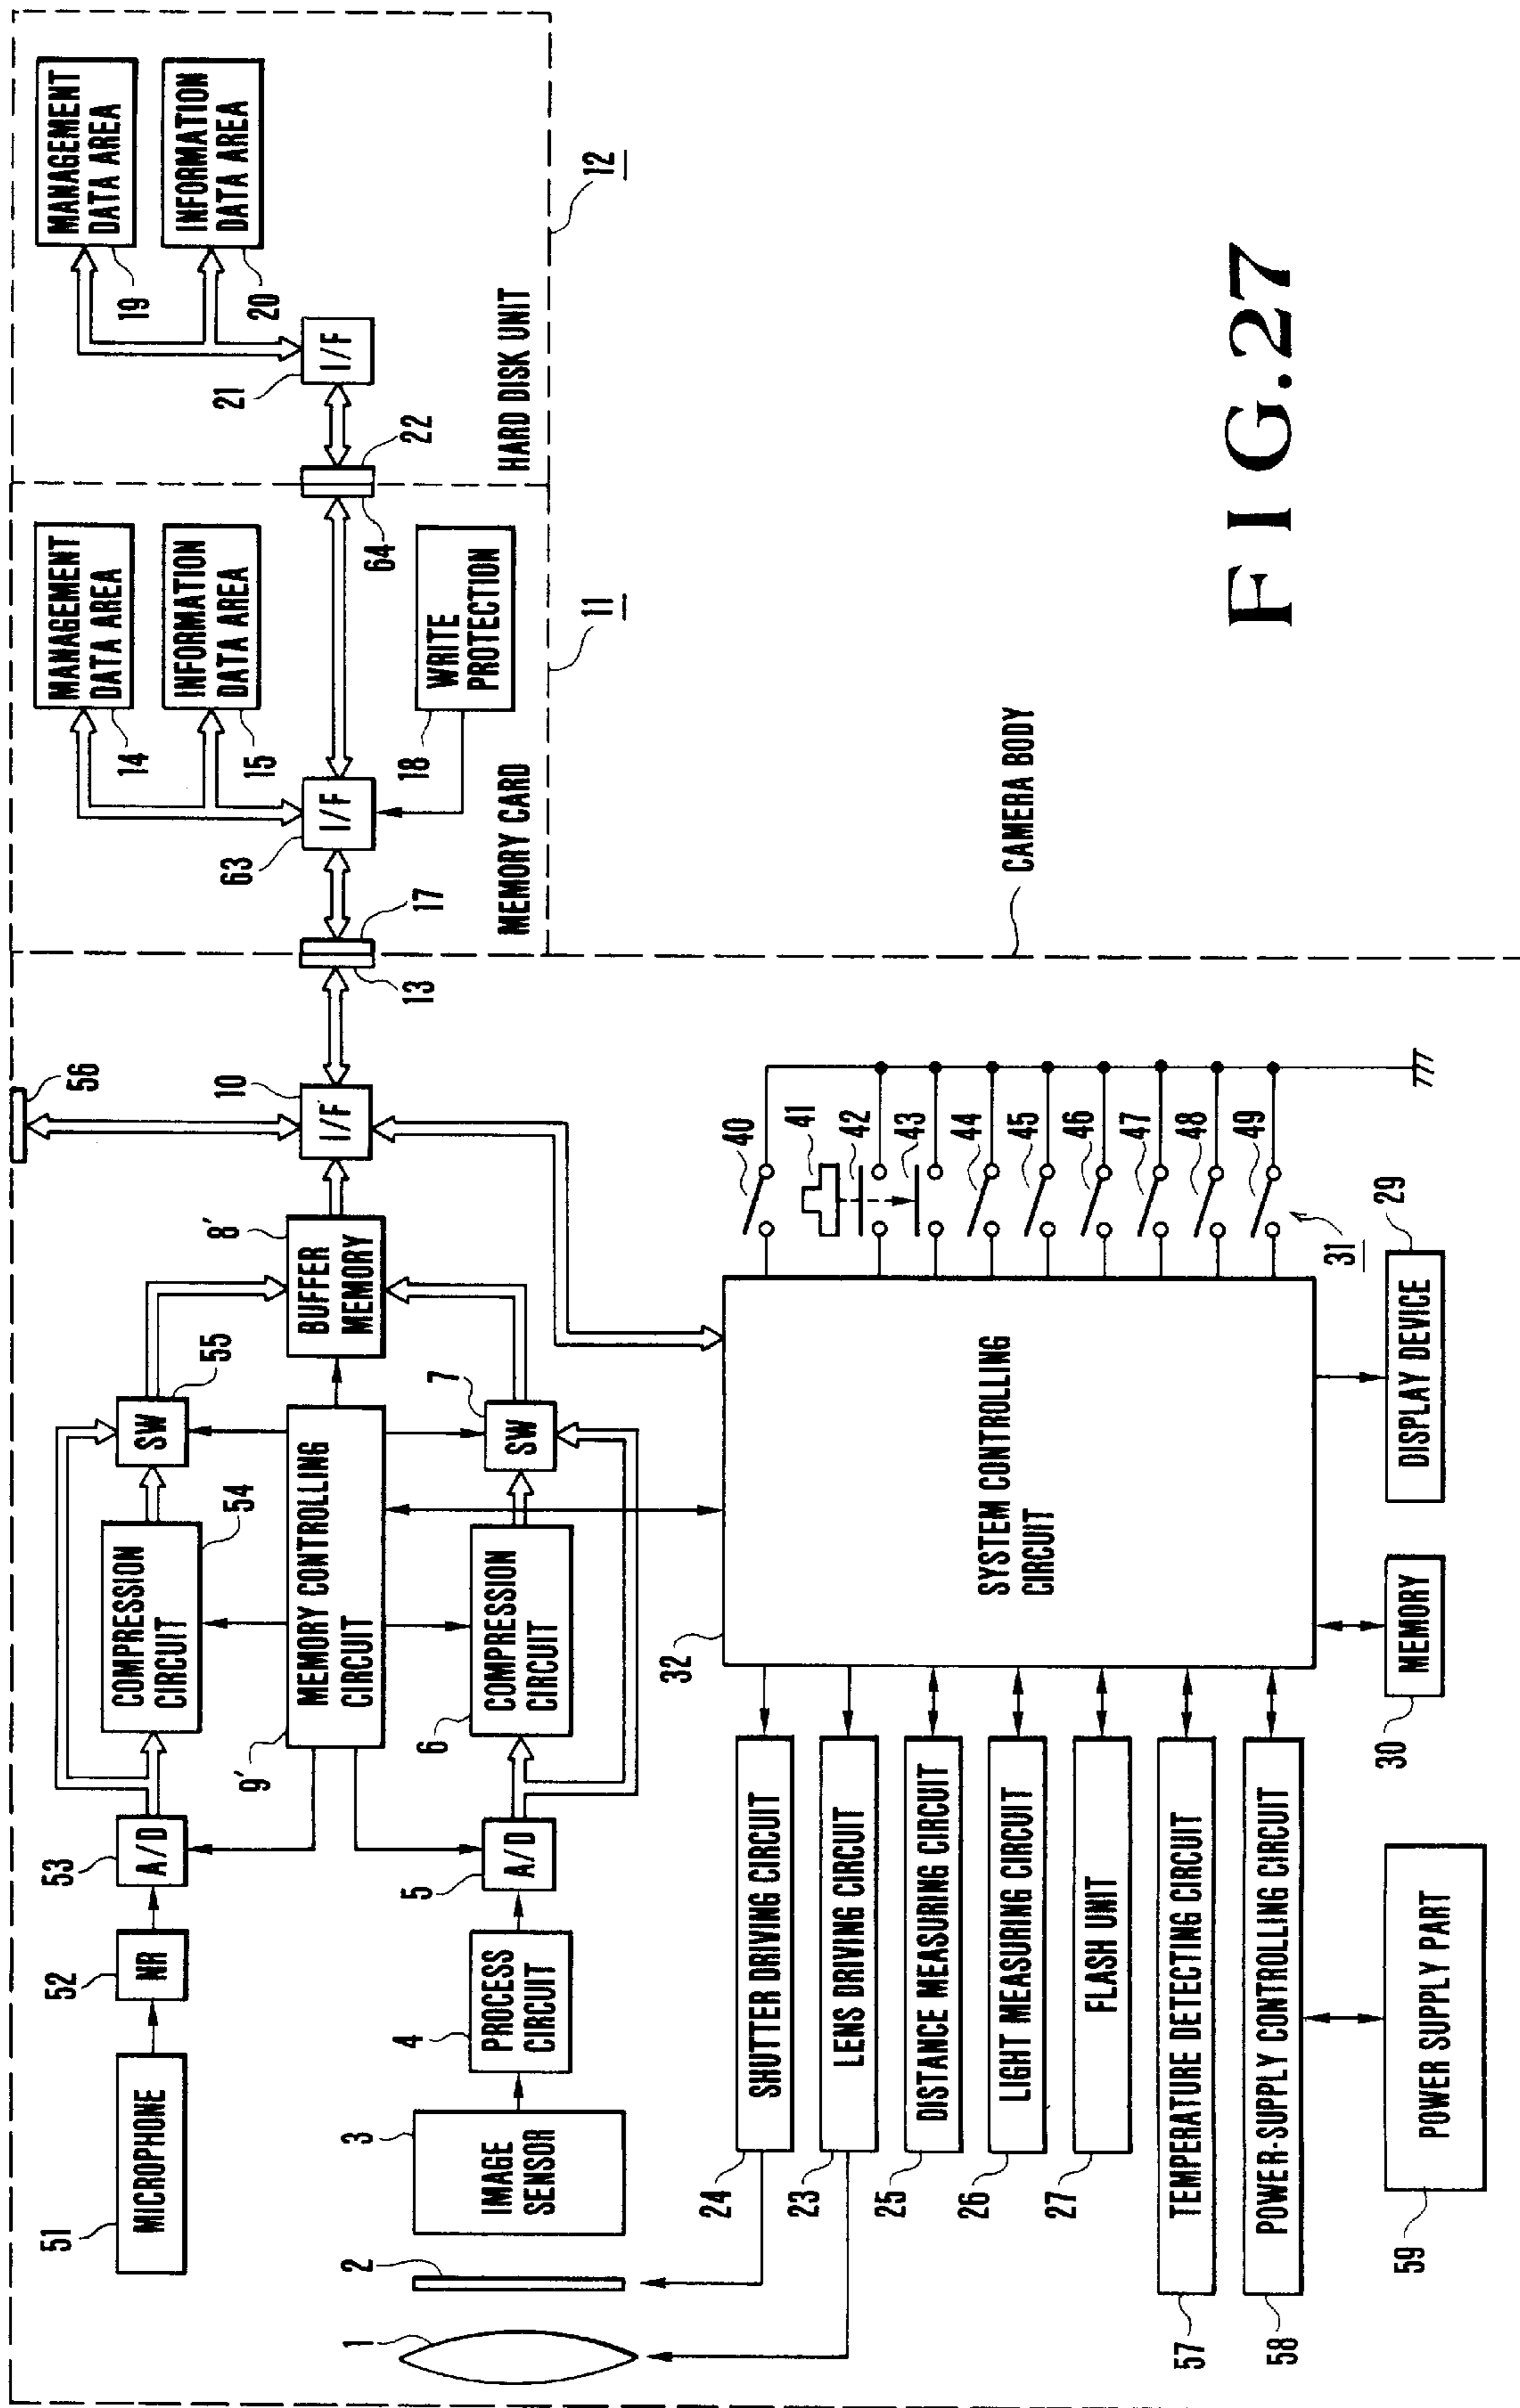 51
MICROPHONE
52
NR
53
A/D
COMPRESSION
CIRCUIT
54
SW
55
9'
MEMORY CONTROLLING
CIRCUIT
BUFFER
MEMORY
8'
10
I/F
56
1
2
3
IMAGE
SENSOR
4
PROCESS
CIRCUIT
5
A/D
6
COMPRESSION
CIRCUIT
7
SW
13
17
63
I/F
14
MANAGEMENT
DATA AREA
15
INFORMATION
DATA AREA
18
WRITE
PROTECTION
MEMORY CARD
11
64
22
21
I/F
19
MANAGEMENT
DATA AREA
20
INFORMATION
DATA AREA
HARD DISK UNIT
12
CAMERA BODY
24
SHUTTER DRIVING CIRCUIT
23
LENS DRIVING CIRCUIT
25
DISTANCE MEASURING CIRCUIT
26
LIGHT MEASURING CIRCUIT
27
FLASH UNIT
57
TEMPERATURE DETECTING CIRCUIT
58
POWER-SUPPLY CONTROLLING CIRCUIT
59
POWER SUPPLY PART
32
SYSTEM CONTROLLING
CIRCUIT
30
MEMORY
DISPLAY DEVICE
29
31
40
41
42
43
44
45
46
47
48
49
FIG.27